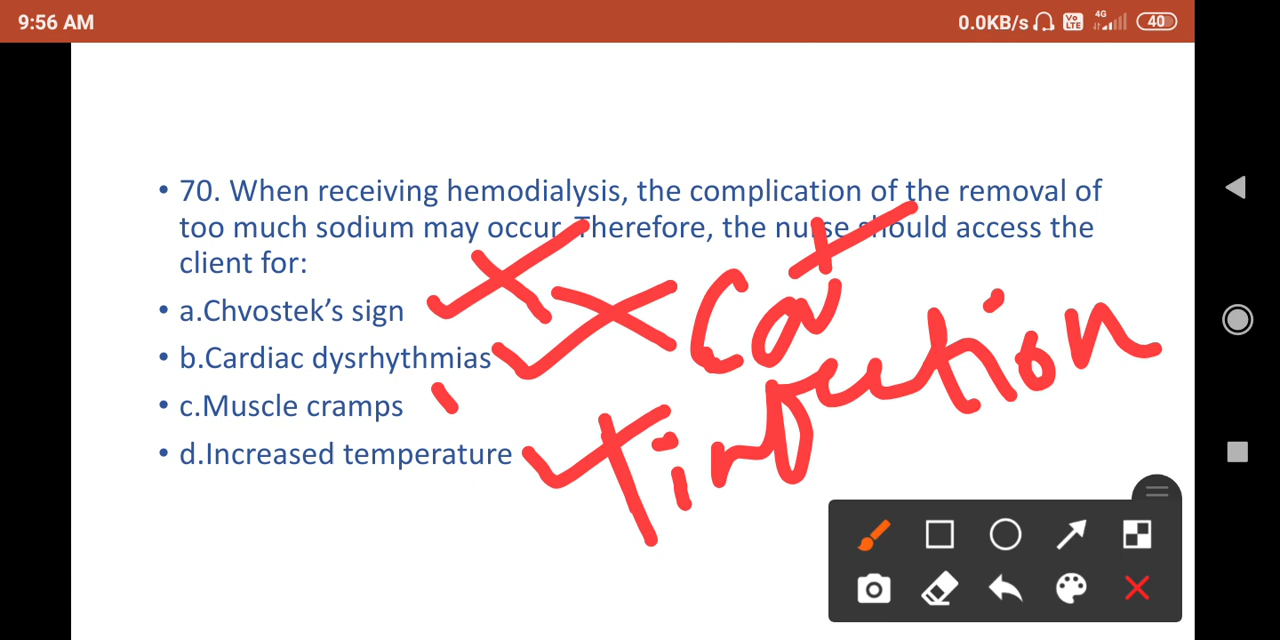 9:56 AM
0.0KB/s Vo LTE 4G 40
• 70. When receiving hemodialysis, the complication of the removal of
too much sodium may occur. Therefore, the nurse should access the
client for:
• a.Chvostek’s sign
Ca+
• b.Cardiac dysrhythmias
• c.Muscle cramps
• d.Increased temperature
infection